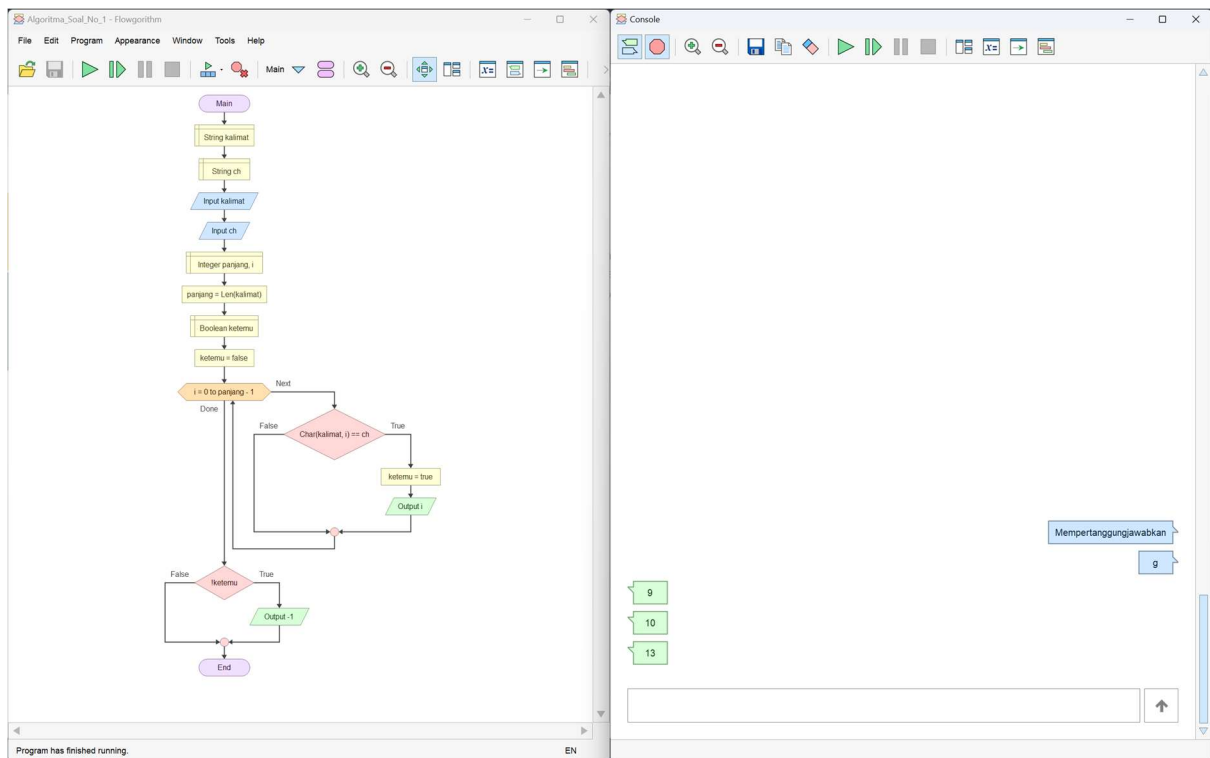 Algoritma_Soal_No_1 - Flowgorithm
File Edit Program Appearance Window Tools Help
Main
Main
String kalimat
String ch
Input kalimat
Input ch
Integer panjang, i
panjang = Len(kalimat)
Boolean ketemu
ketemu = false
i = 0 to panjang - 1
Next
Done
False
Char(kalimat, i) == ch
True
ketemu = true
Output i
False
!ketemu
True
Output -1
End
Program has finished running.
EN
Console
x=
Mempertanggungjawabkan
g
9
10
13